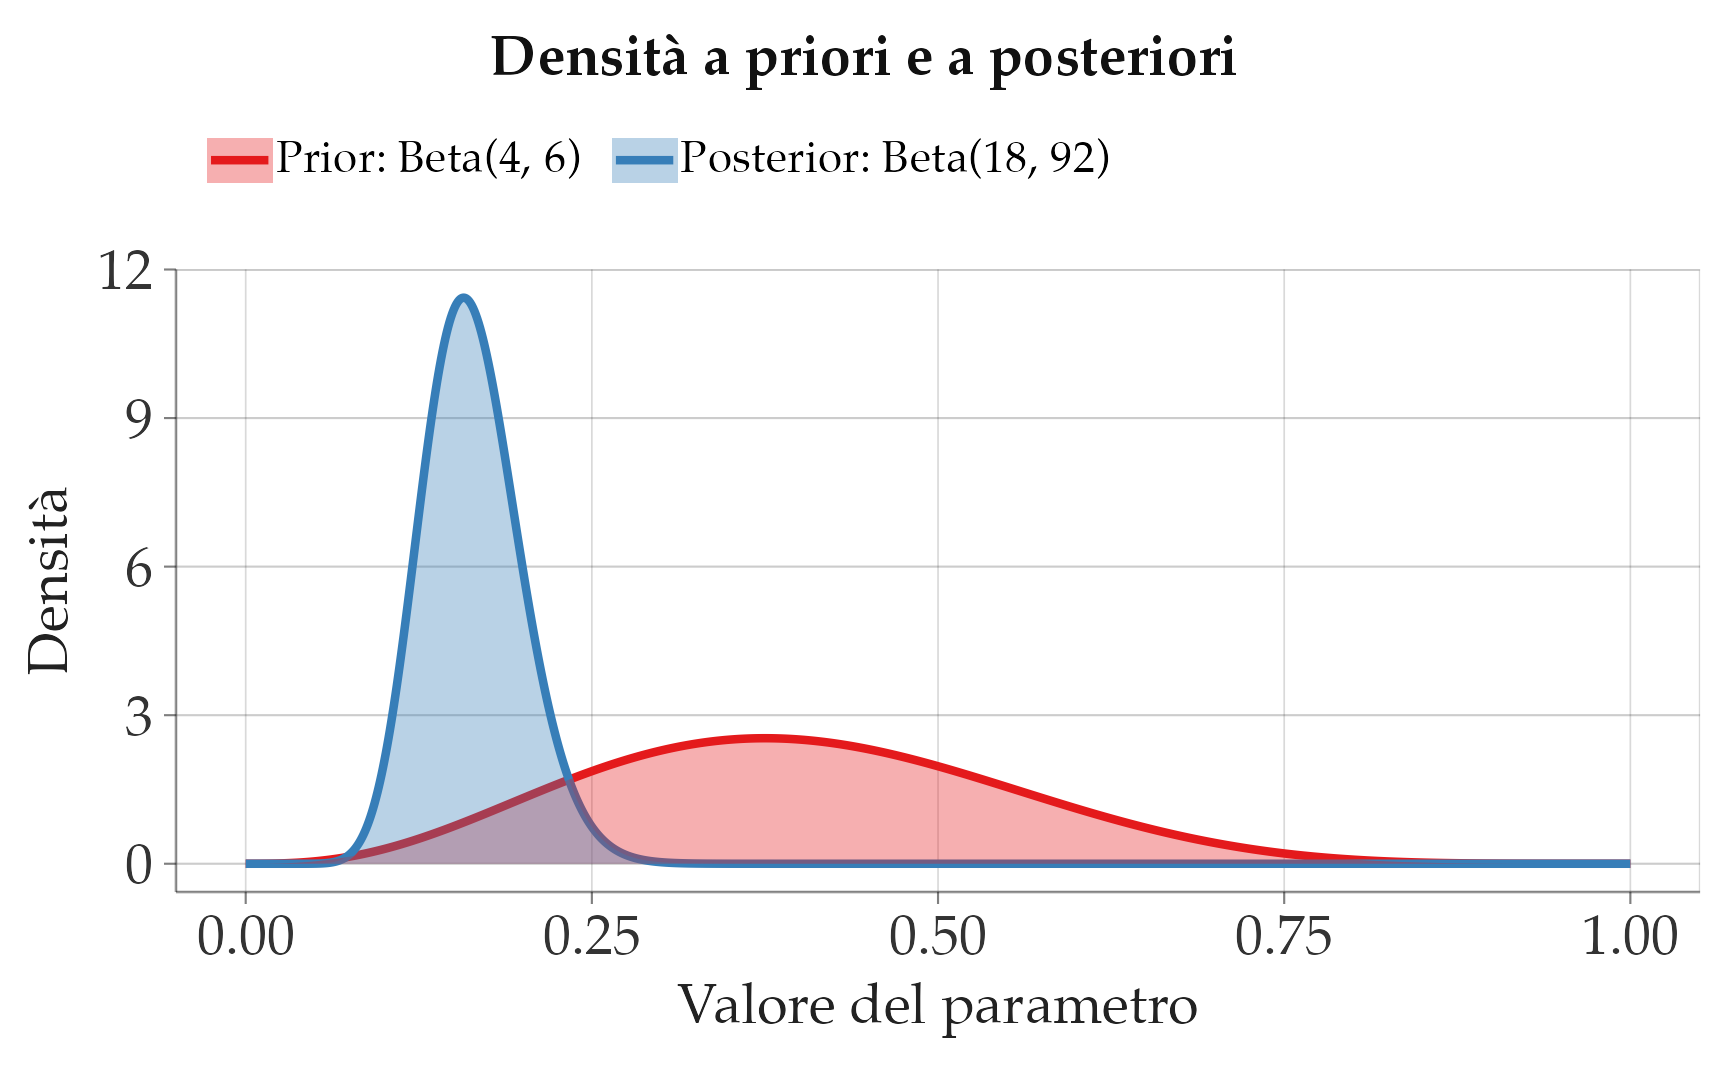 Densità a priori e a posteriori
Prior: Beta(4, 6) Posterior: Beta(18, 92)
12
9
6
3
0
Densità
0.00 0.25 0.50 0.75 1.00
Valore del parametro